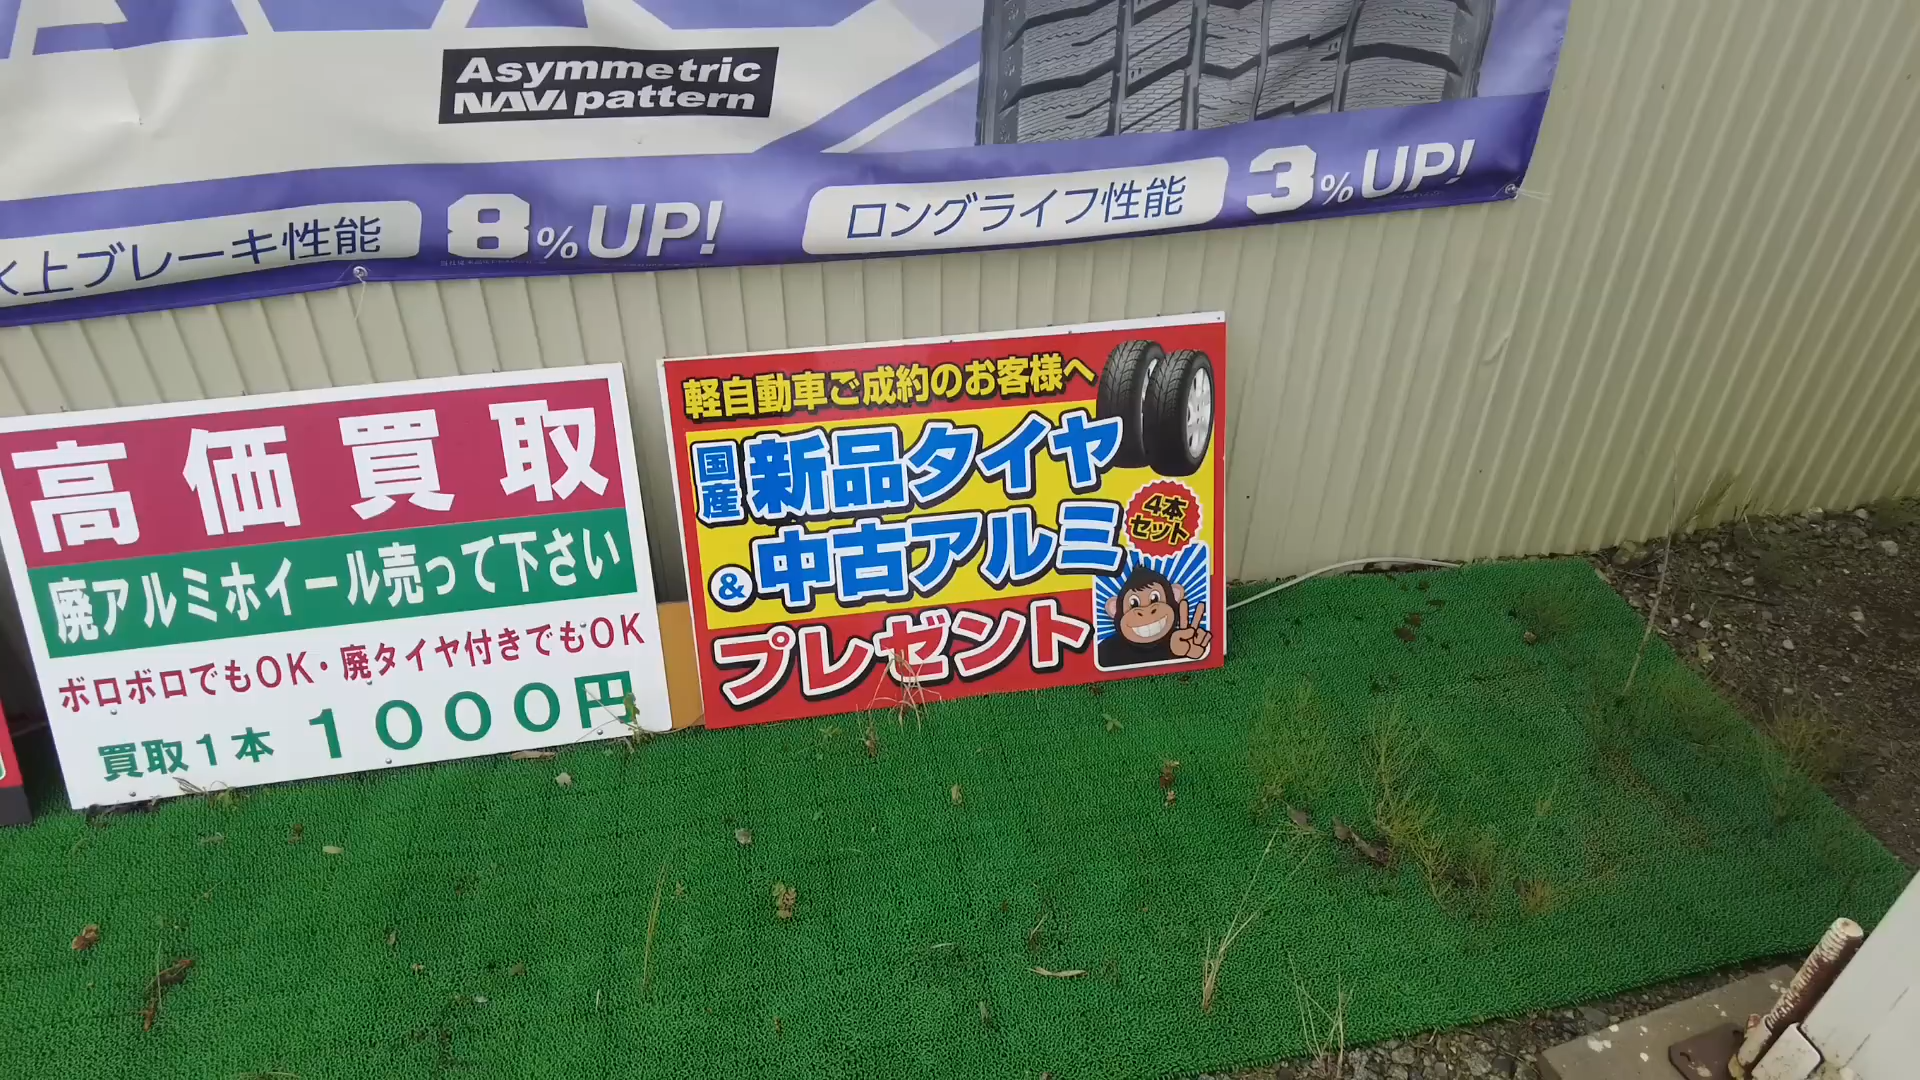 Asymmetric
NAVI pattern
氷上ブレーキ性能 8%UP!
ロングライフ性能 3%UP!
高価買取
廃アルミホイール売って下さい
ボロボロでもOK・廃タイヤ付きでもOK
買取1本 1000円
軽自動車ご成約のお客様へ
国産 新品タイヤ
4本
セット
&中古アルミ
プレゼント